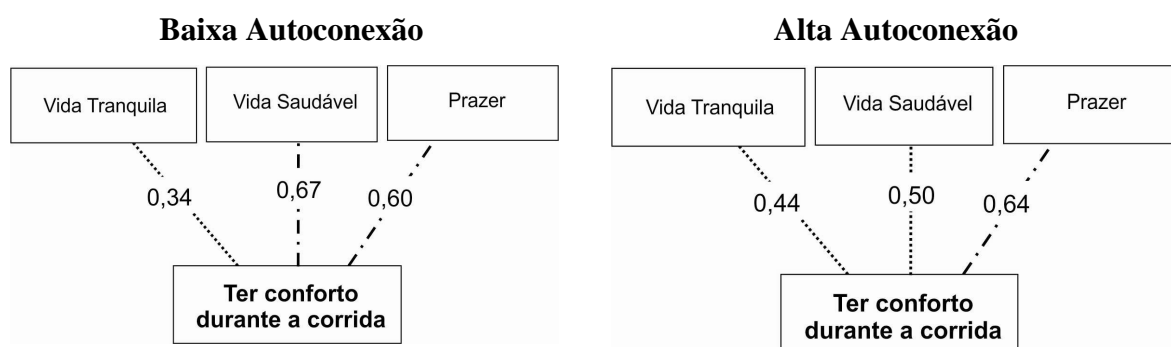 Baixa Autoconexão
Vida Tranquila
Vida Saudável
Prazer
0,34
0,67
0,60
Ter conforto
durante a corrida
Alta Autoconexão
Vida Tranquila
Vida Saudável
Prazer
0,44
0,50
0,64
Ter conforto
durante a corrida